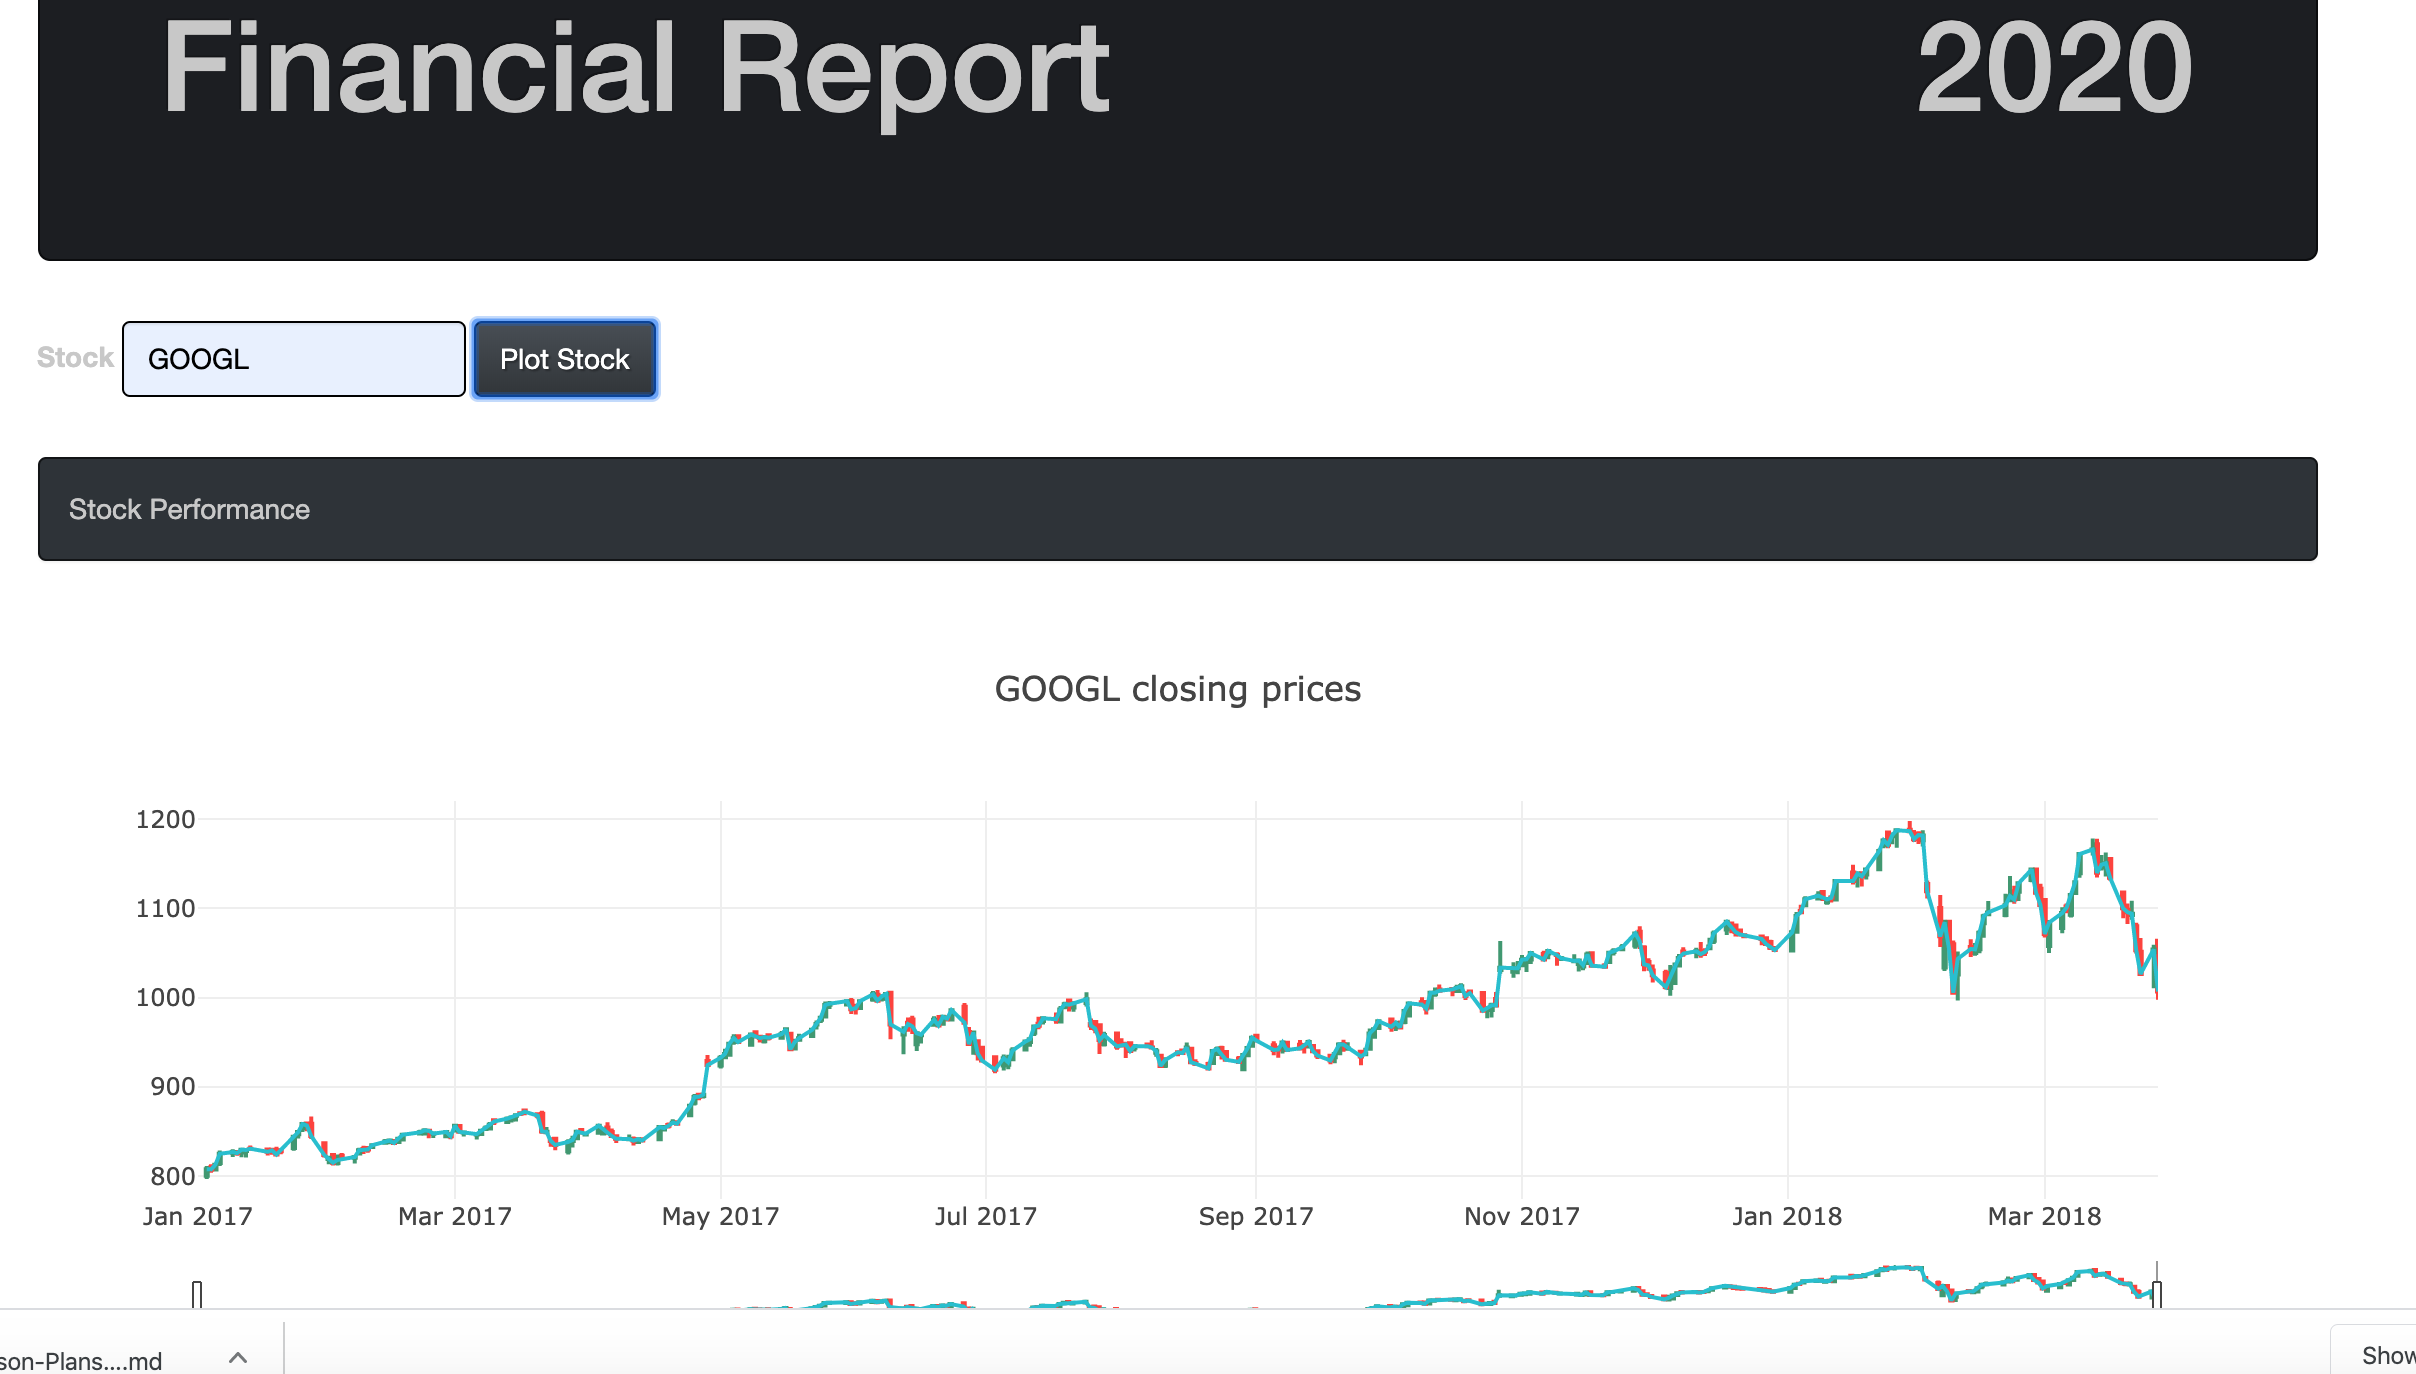 Financial Report 2020
Stock GOOGL Plot Stock
Stock Performance
GOOGL closing prices
1200
1100
1000
900
800
Jan 2017 Mar 2017 May 2017 Jul 2017 Sep 2017 Nov 2017 Jan 2018 Mar 2018
son-Plans....md Show